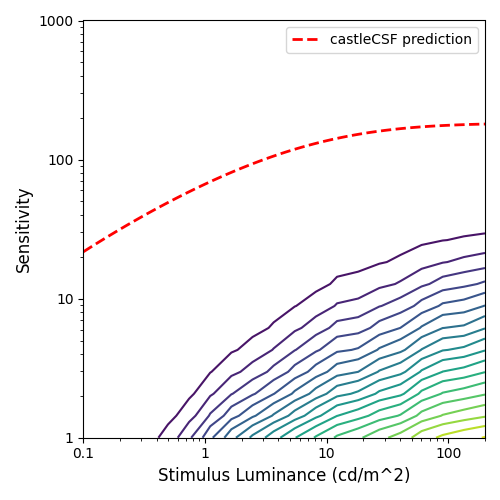 1000
castleCSF prediction
100
Sensitivity
10
1
0.1 1 10 100
Stimulus Luminance (cd/m^2)